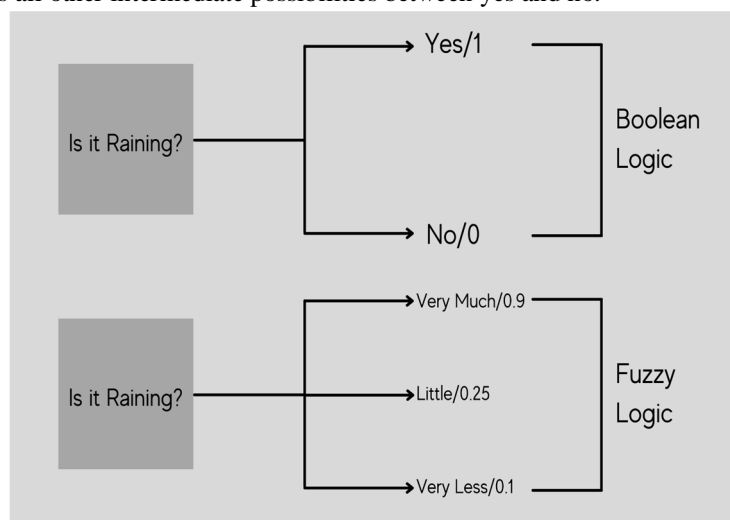 other intermediate possibilities between yes and no.
Is it Raining?
Yes/1
No/0
Boolean
Logic
Is it Raining?
Very Much/0.9
Little/0.25
Very Less/0.1
Fuzzy
Logic